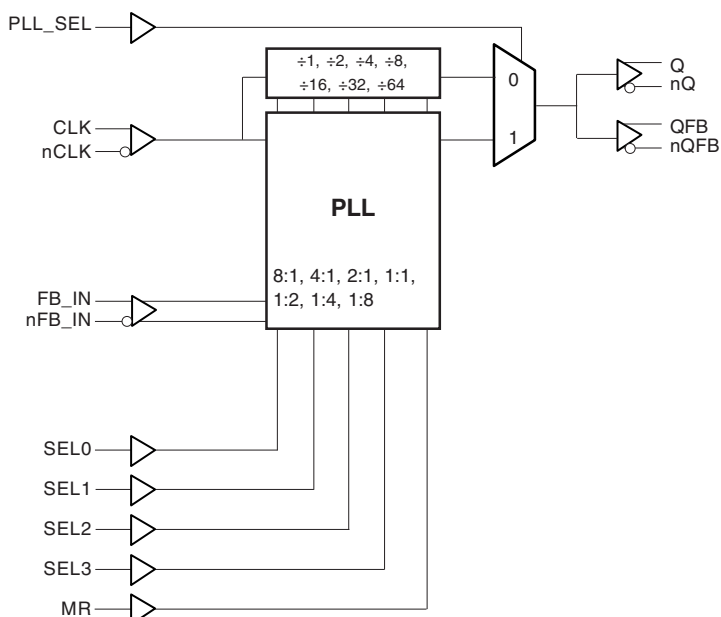 PLL_SEL
÷1, ÷2, ÷4, ÷8,
÷16, ÷32, ÷64
0
1
Q
nQ
QFB
nQFB
CLK
nCLK
PLL
8:1, 4:1, 2:1, 1:1,
1:2, 1:4, 1:8
FB_IN
nFB_IN
SEL0
SEL1
SEL2
SEL3
MR